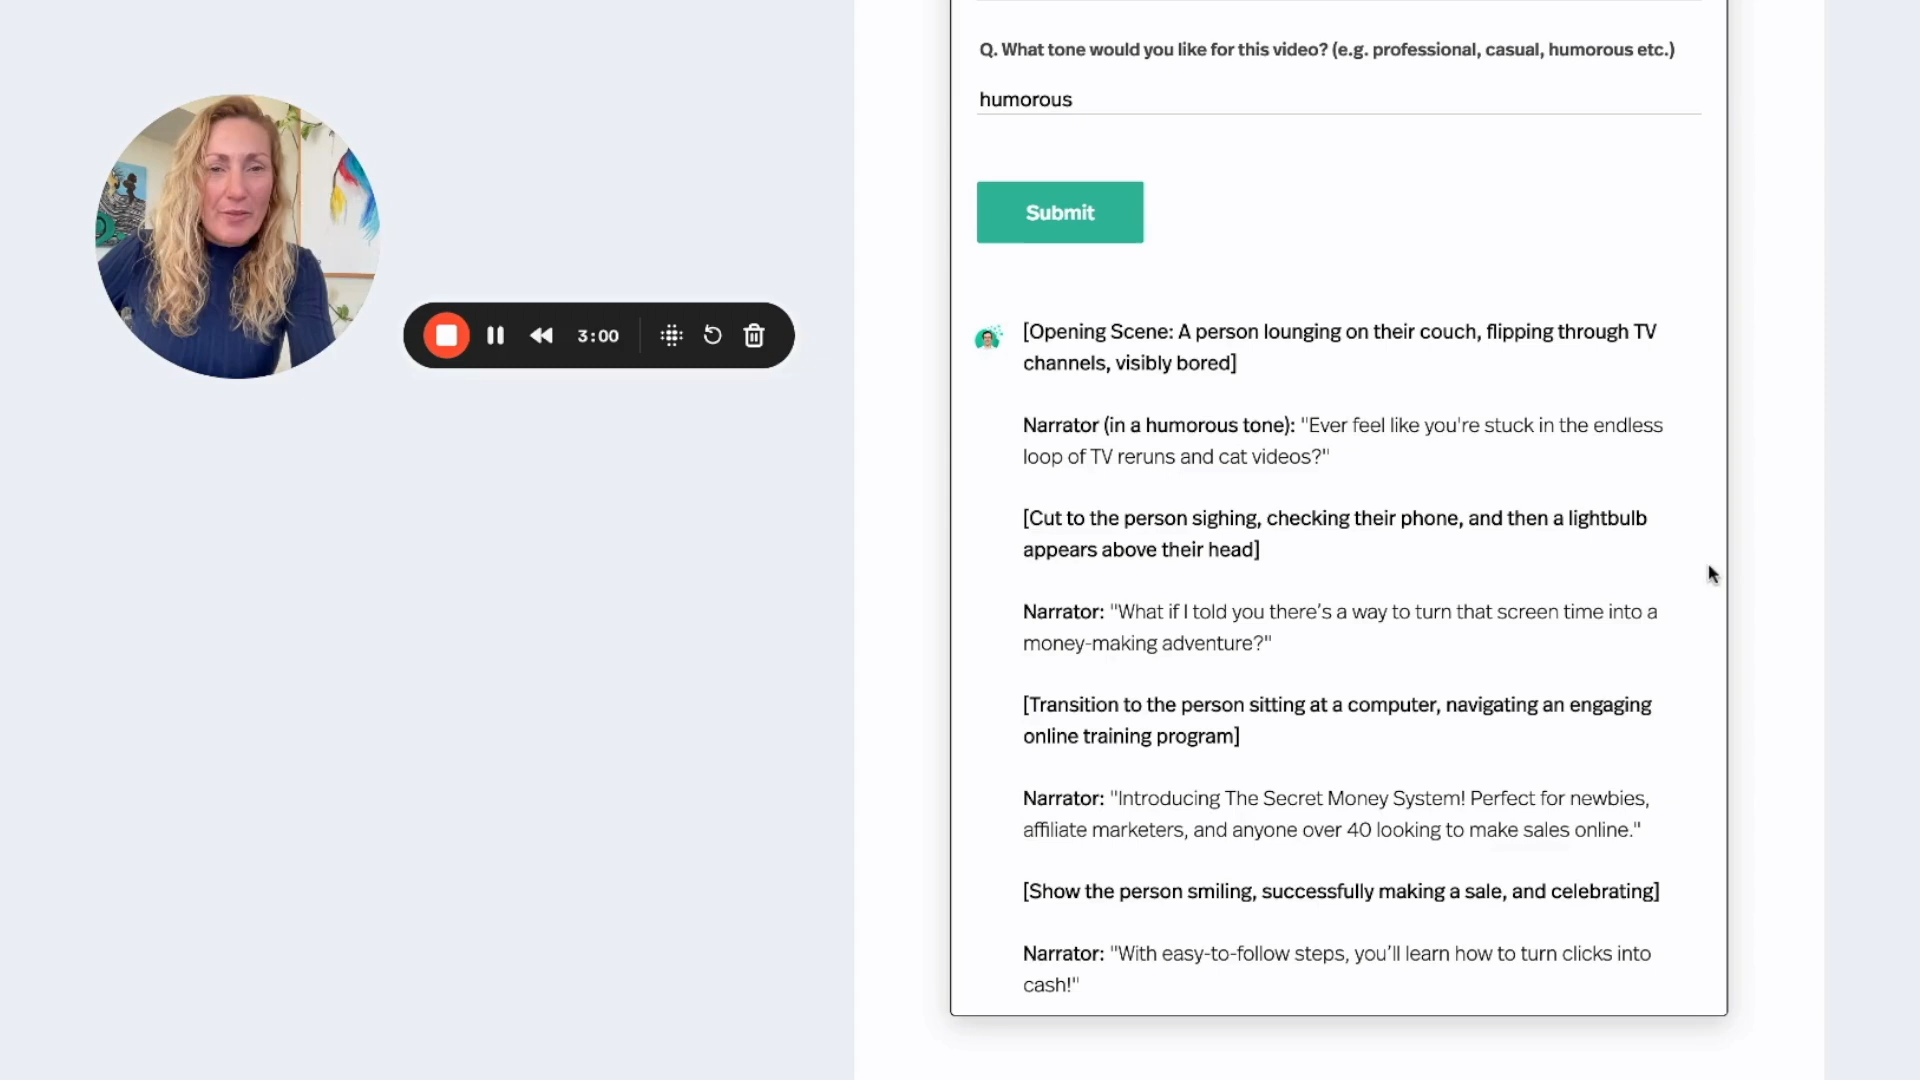 Q. What tone would you like for this video? (e.g. professional, casual, humorous etc.)
humorous
Submit
3:00
[Opening Scene: A person lounging on their couch, flipping through TV
channels, visibly bored]
Narrator (in a humorous tone): "Ever feel like you're stuck in the endless
loop of TV reruns and cat videos?"
[Cut to the person sighing, checking their phone, and then a lightbulb
appears above their head]
Narrator: "What if I told you there’s a way to turn that screen time into a
money-making adventure?"
[Transition to the person sitting at a computer, navigating an engaging
online training program]
Narrator: "Introducing The Secret Money System! Perfect for newbies,
affiliate marketers, and anyone over 40 looking to make sales online."
[Show the person smiling, successfully making a sale, and celebrating]
Narrator: "With easy-to-follow steps, you’ll learn how to turn clicks into
cash!"